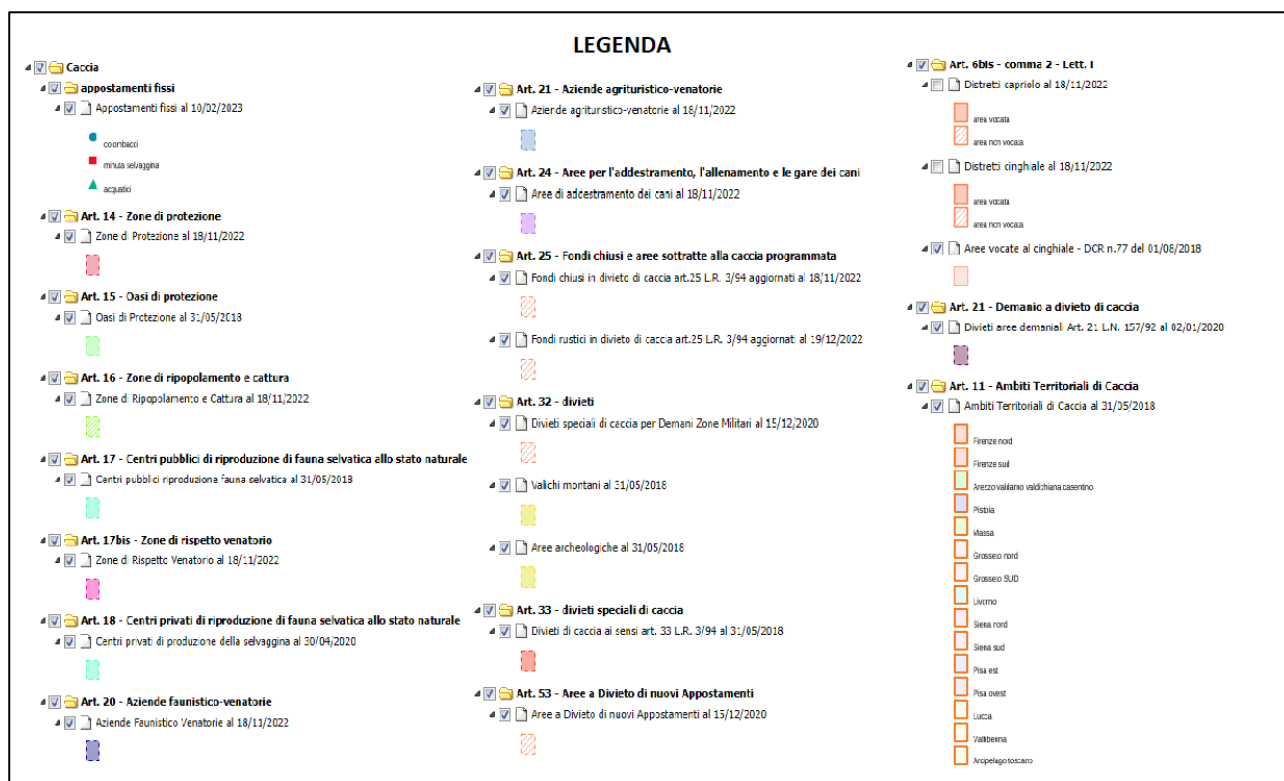 LEGENDA
Caccia
appostamenti fissi
Appostamenti fissi al 10/02/2023
colombacci
minuta selvaggina
acquatici
Art. 14 - Zone di protezione
Zone di Protezione al 18/11/2022
Art. 15 - Oasi di protezione
Oasi di Protezione al 31/05/2018
Art. 16 - Zone di ripopolamento e cattura
Zone di Ripopolamento e Cattura al 18/11/2022
Art. 17 - Centri pubblici di riproduzione di fauna selvatica allo stato naturale
Centri pubblici riproduzione fauna selvatica al 31/05/2018
Art. 17bis - Zone di rispetto venatorio
Zone di Rispetto Venatorio al 18/11/2022
Art. 18 - Centri privati di riproduzione di fauna selvatica allo stato naturale
Centri privati di produzione della selvaggina al 30/04/2020
Art. 20 - Aziende faunistico-venatorie
Aziende Faunistico Venatorie al 18/11/2022
Art. 21 - Aziende agrituristico-venatorie
Aziende agrituristico-venatorie al 18/11/2022
Art. 24 - Aree per l'addestramento, l'allenamento e le gare dei cani
Aree di addestramento dei cani al 18/11/2022
Art. 25 - Fondi chiusi e aree sottratte alla caccia programmata
Fondi chiusi in divieto di caccia art.25 L.R. 3/94 aggiornati al 18/11/2022
Fondi rustici in divieto di caccia art.25 L.R. 3/94 aggornati al 19/12/2022
Art. 32 - divieti
Divieti speciali di caccia per Demani Zone Militari al 15/12/2020
Valichi montani al 31/05/2018
Aree archeologiche al 31/05/2018
Art. 33 - divieti speciali di caccia
Divieti di caccia ai sensi art. 33 L.R. 3/94 al 31/05/2018
Art. 53 - Aree a Divieto di nuovi Appostamenti
Aree a Divieto di nuovi Appostamenti al 15/12/2020
Art. 6bis - comma 2 - Lett. I
Distretti capriolo al 18/11/2022
area vocata
area non vocata
Distretti cinghiale al 18/11/2022
area vocata
area non vocata
Aree vocate al cinghiale - DCR n.77 del 01/08/2018
Art. 21 - Demanio a divieto di caccia
Divieti aree demaniali Art. 21 L.N. 157/92 al 02/01/2020
Art. 11 - Ambiti Territoriali di Caccia
Ambiti Territoriali di Caccia al 31/05/2018
Firenze nord
Firenze sud
Arezzo valdarno valdichiana casentino
Pistoia
Massa
Grosseto nord
Grosseto SUD
Livorno
Siena nord
Siena sud
Pisa est
Pisa ovest
Lucca
Valtiberina
Arcipelago toscano